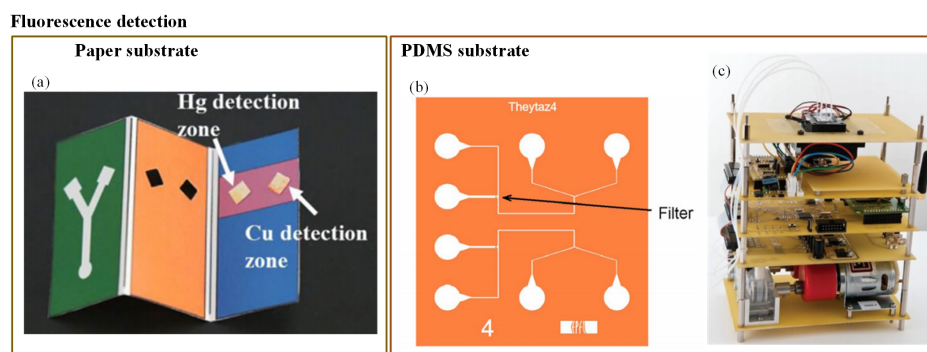 Fluorescence detection
Paper substrate
PDMS substrate
(a)
Hg detection
zone
Cu detection
zone
(b)
Theytaz4
Filter
4
(c)